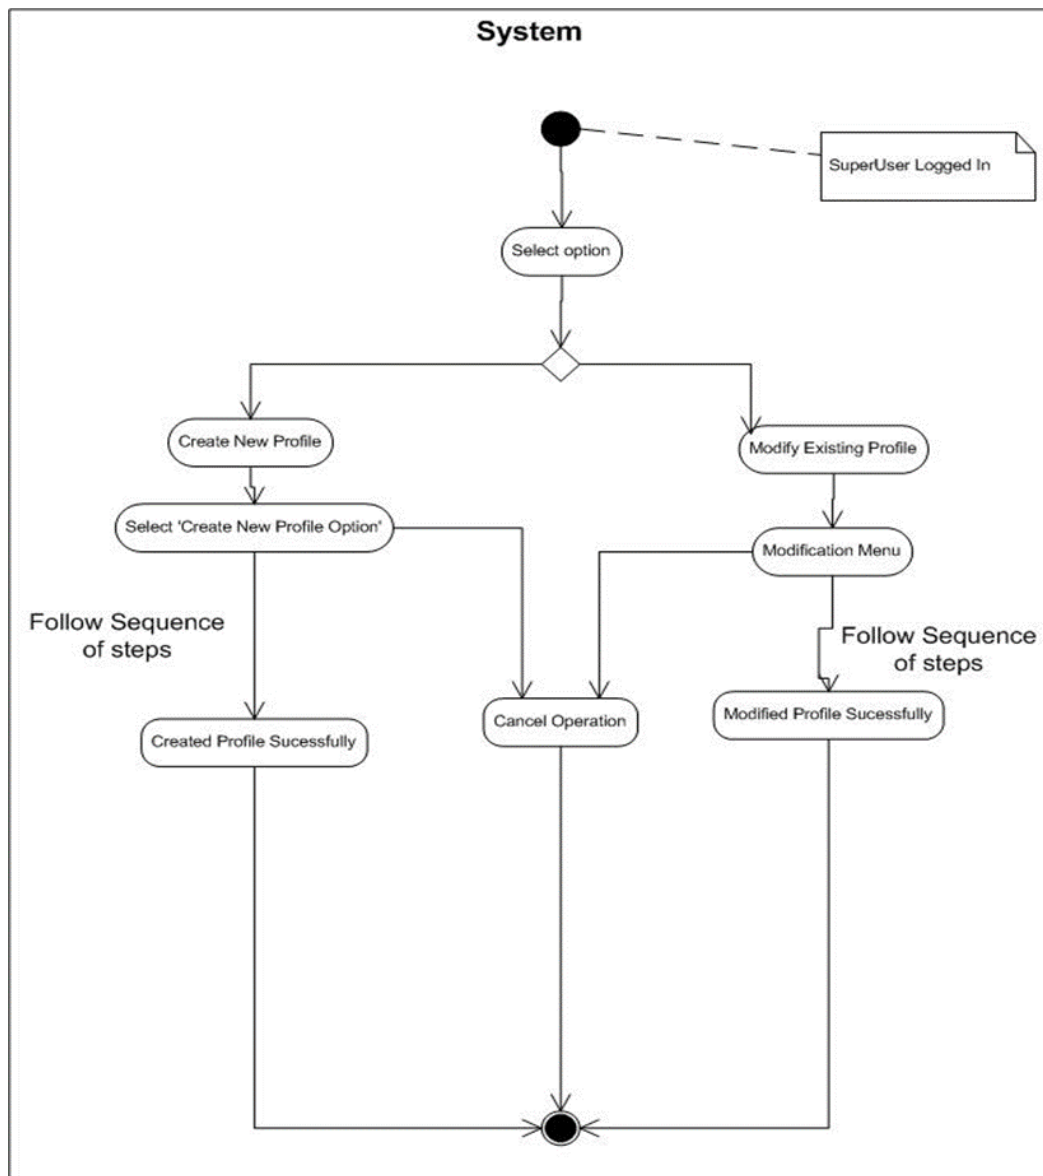 System
SuperUser Logged In
Select option
Create New Profile
Modify Existing Profile
Select 'Create New Profile Option'
Modification Menu
Follow Sequence
of steps
Follow Sequence
of steps
Created Profile Sucessfully
Cancel Operation
Modified Profile Sucessfully